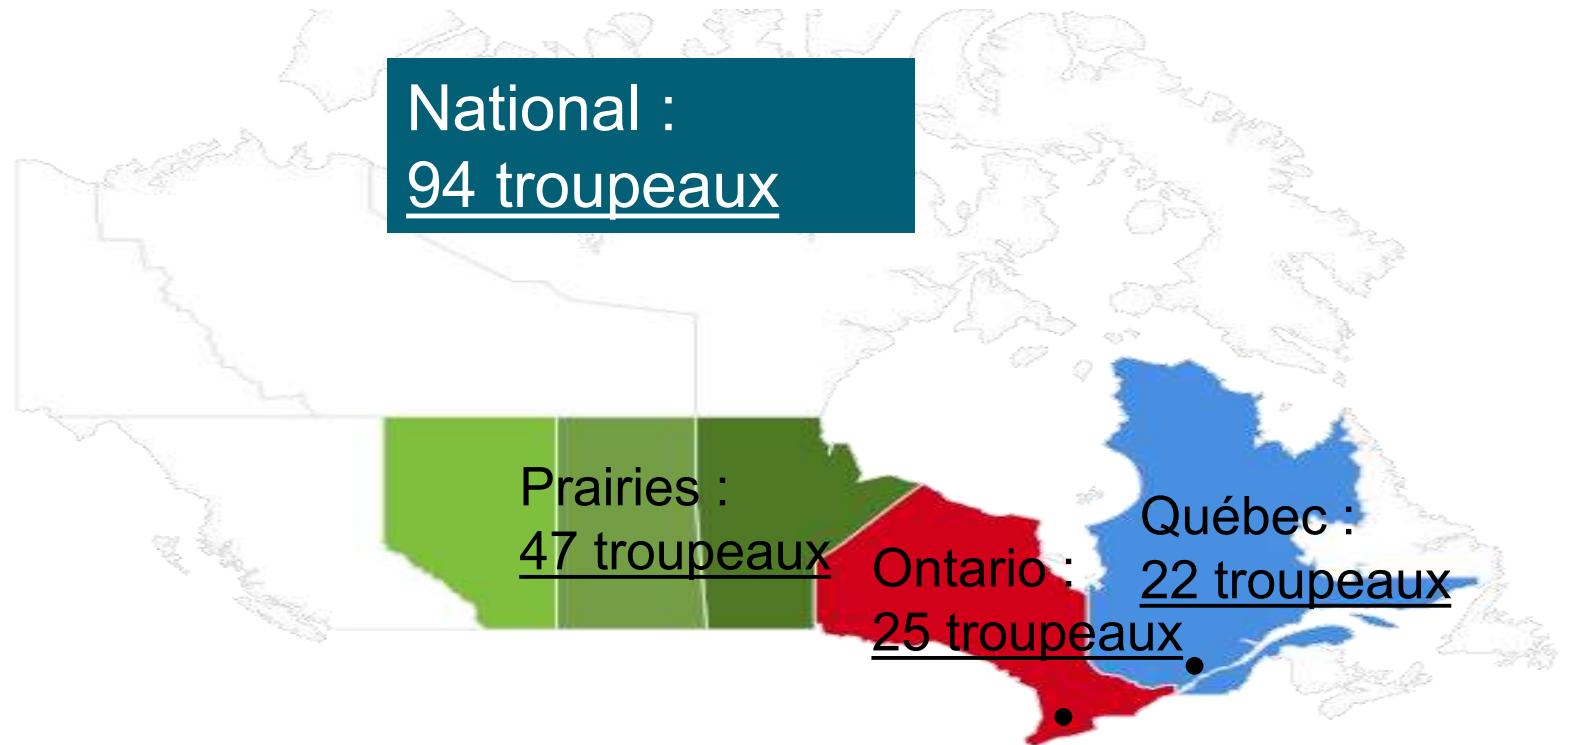 National :
94 troupeaux
Prairies :
47 troupeaux
Ontario :
25 troupeaux
Québec :
22 troupeaux